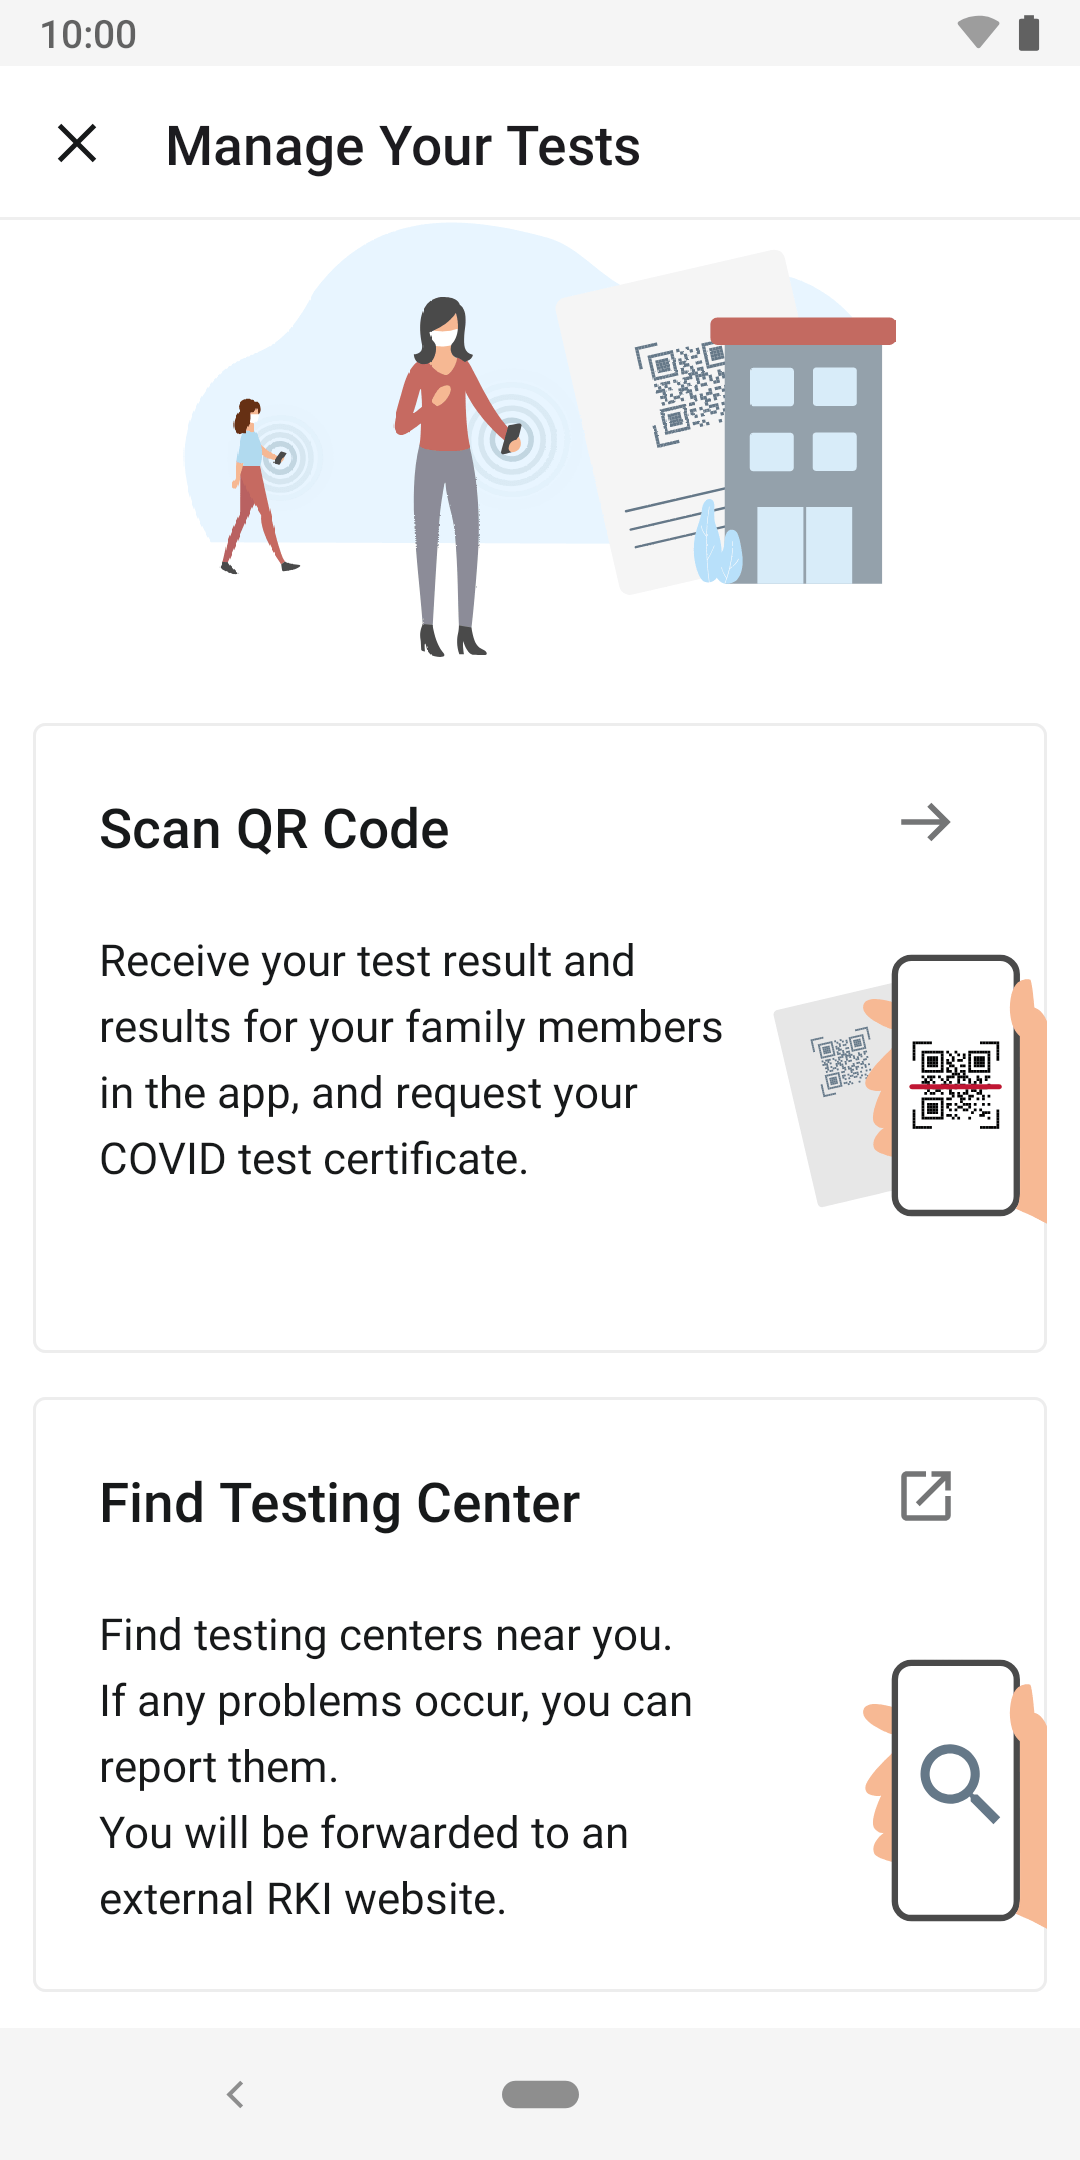 10:00
Manage Your Tests
Scan QR Code
Receive your test result and
results for your family members
in the app, and request your
COVID test certificate.
Find Testing Center
Find testing centers near you.
If any problems occur, you can
report them.
You will be forwarded to an
external RKI website.